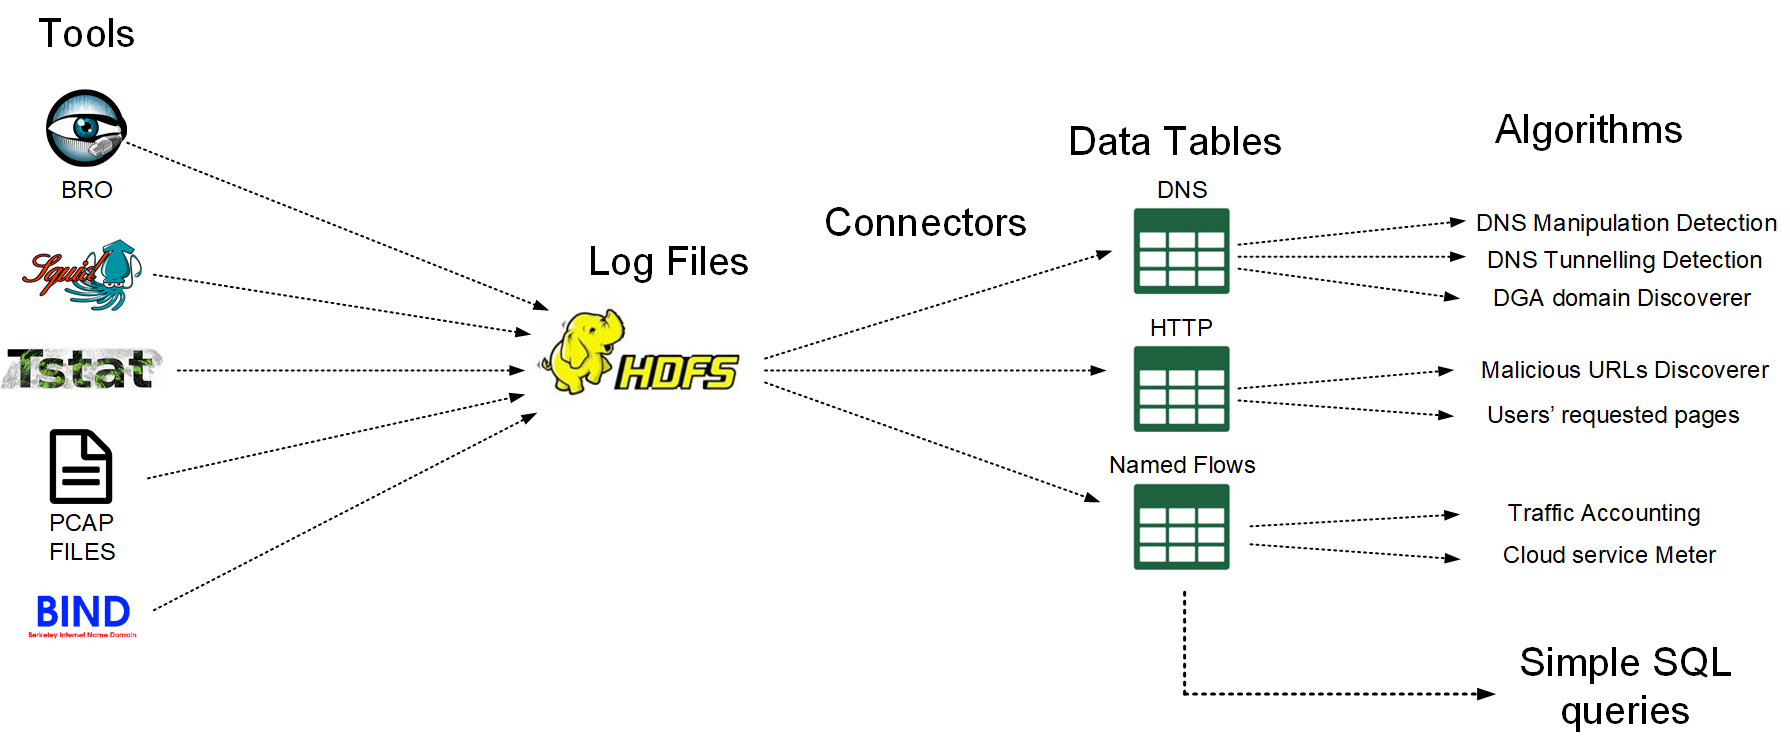 Tools
BRO
Squid
Tstat
PCAP
FILES
BIND
Berkeley Internet Name Domain
Log Files
HDFS
Connectors
Data Tables
DNS
HTTP
Named Flows
Algorithms
DNS Manipulation Detection
DNS Tunnelling Detection
DGA domain Discoverer
Malicious URLs Discoverer
Users’ requested pages
Traffic Accounting
Cloud service Meter
Simple SQL
queries